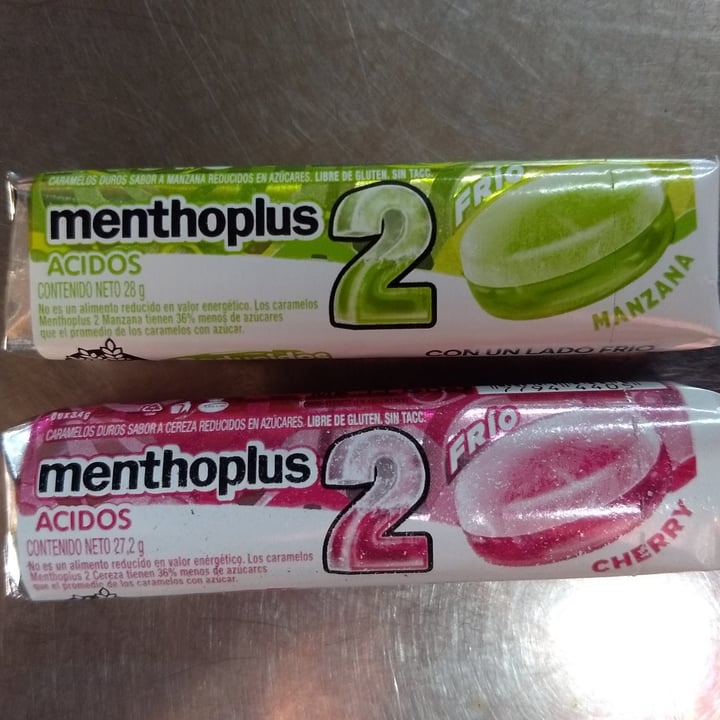 CARAMELOS DUROS SABOR A MANZANA REDUCIDOS EN AZÚCARES. LIBRE DE GLUTEN. SIN TACC.
menthoplus 2
FRÍO
ACIDOS
CONTENIDO NETO 28 g
No es un alimento reducido en valor energético. Los caramelos
Menthoplus 2 Manzana tienen 36% menos de azúcares
que el promedio de los caramelos con azúcar.
MANZANA
CON UN LADO FRIO
CARAMELOS DUROS SABOR A CEREZA REDUCIDOS EN AZÚCARES. LIBRE DE GLUTEN. SIN TACC.
menthoplus 2
FRÍO
ACIDOS
CONTENIDO NETO 27,2 g
No es un alimento reducido en valor energético. Los caramelos
Menthoplus 2 Cereza tienen 36% menos de azúcares
que el promedio de los caramelos con azúcar.
CHERRY